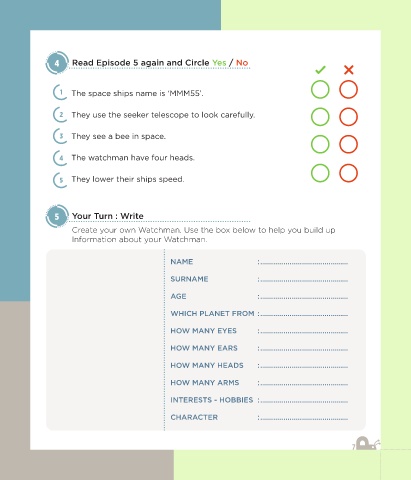 4 Read Episode 5 again and Circle Yes / No
1 The space ships name is ‘MMM55’.
2 They use the seeker telescope to look carefully.
3 They see a bee in space.
4 The watchman have four heads.
5 They lower their ships speed.
5 Your Turn : Write
Create your own Watchman. Use the box below to help you build up
Information about your Watchman.
NAME :
SURNAME :
AGE :
WHICH PLANET FROM :
HOW MANY EYES :
HOW MANY EARS :
HOW MANY HEADS :
HOW MANY ARMS :
INTERESTS - HOBBIES :
CHARACTER :